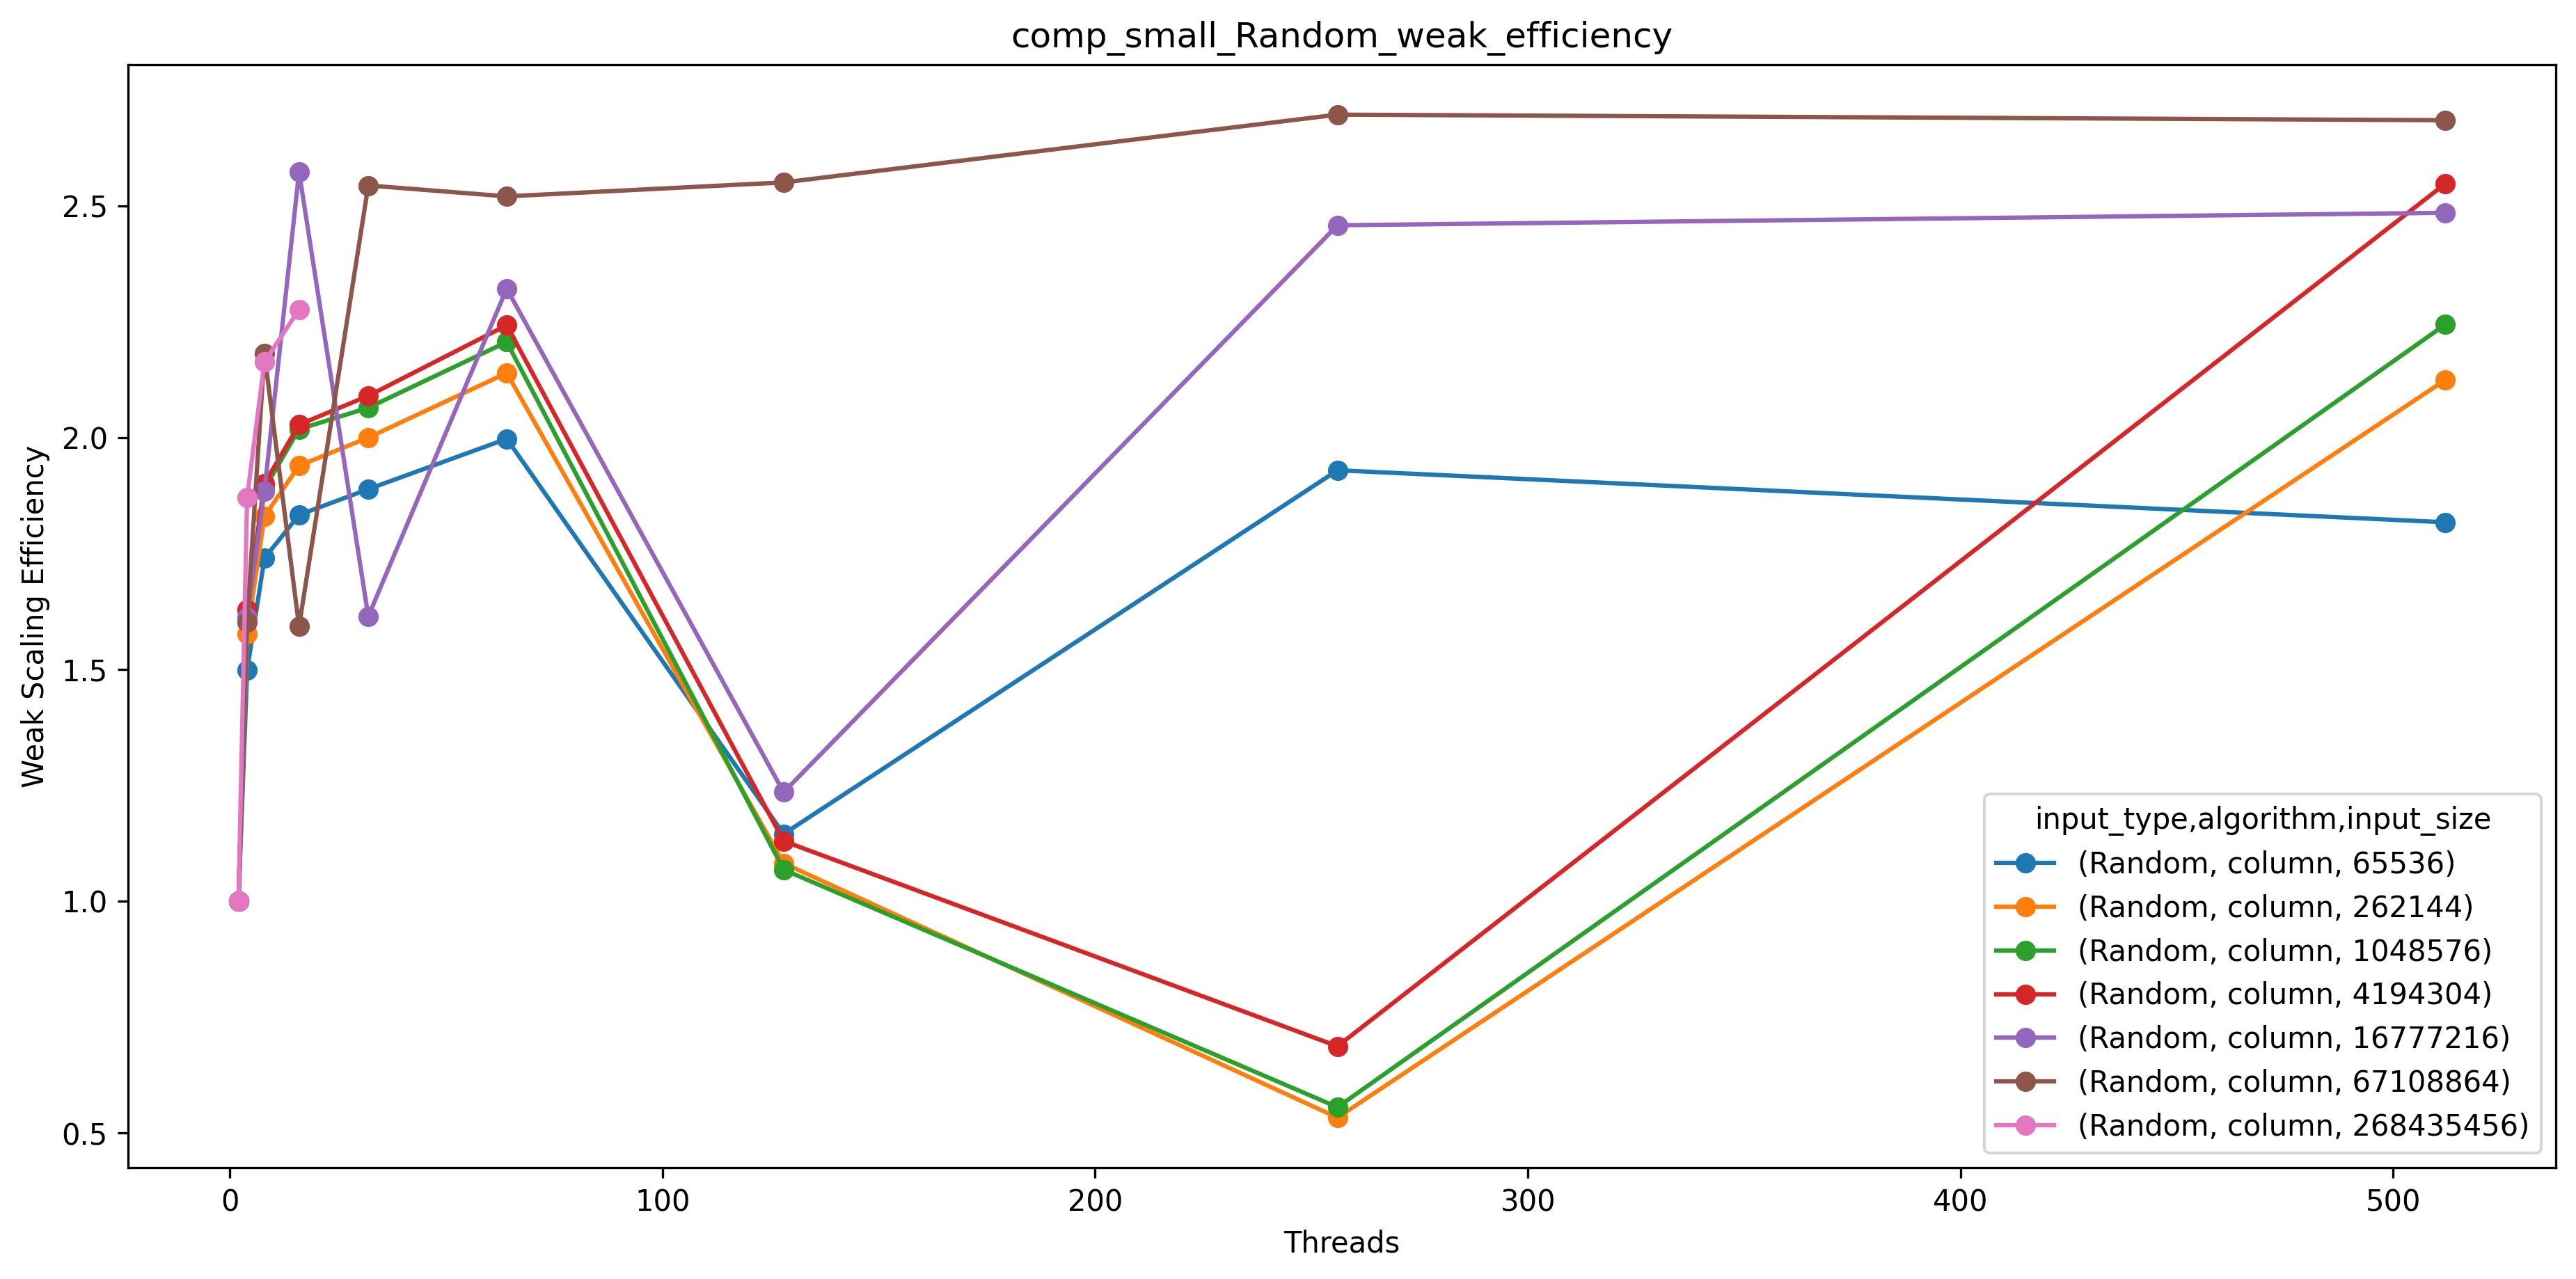 comp_small_Random_weak_efficiency
Weak Scaling Efficiency
2.5
2.0
1.5
1.0
0.5
0 100 200 300 400 500
Threads
input_type,algorithm,input_size
(Random, column, 65536)
(Random, column, 262144)
(Random, column, 1048576)
(Random, column, 4194304)
(Random, column, 16777216)
(Random, column, 67108864)
(Random, column, 268435456)